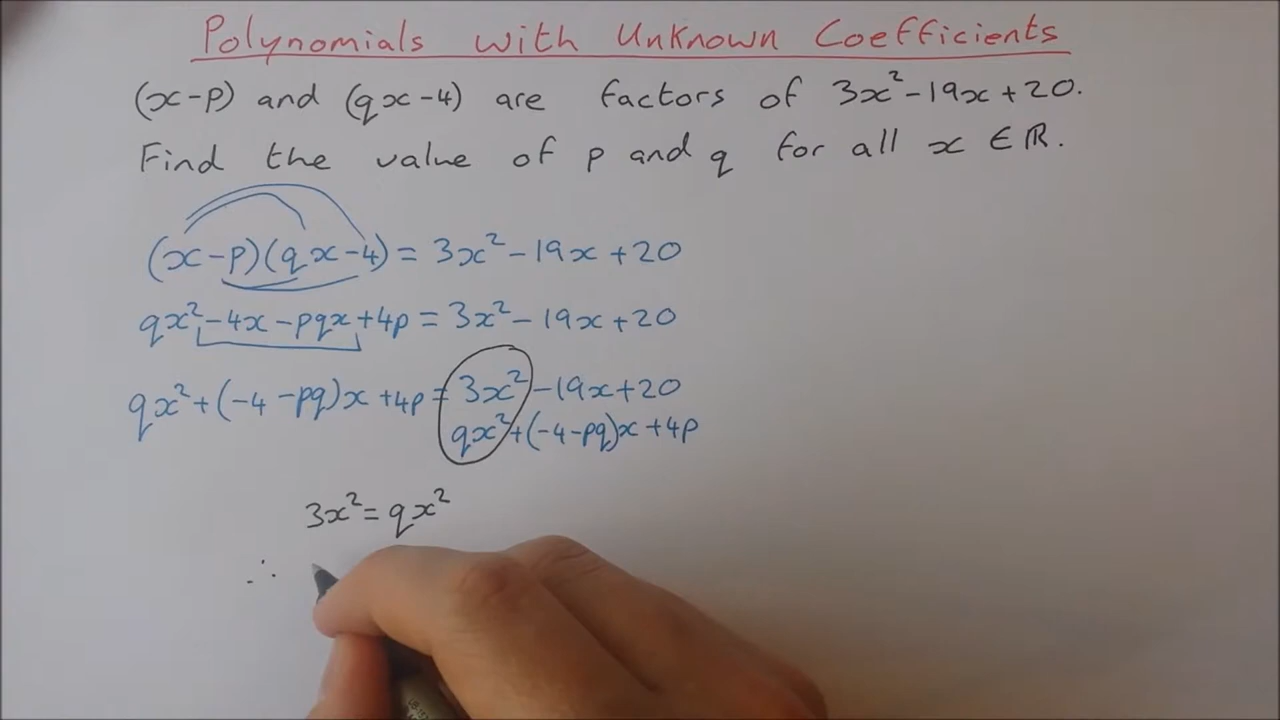 Polynomials with Unknown Coefficients
(x-p) and (qx-4) are factors of 3x²-19x+20.
Find the value of p and q for all x ∈ ℝ.
(x-p)(qx-4) = 3x²-19x+20
qx²-4x-pqx+4p = 3x²-19x+20
qx²+(-4-pq)x+4p = 3x²-19x+20
qx²+(-4-pq)x+4p
3x² = qx²
∴